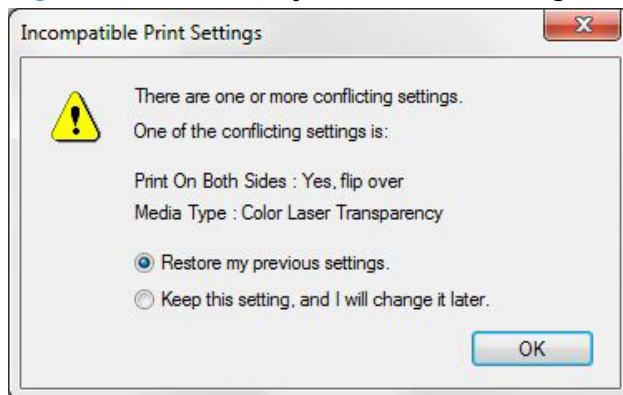 Incompatible Print Settings
There are one or more conflicting settings.
One of the conflicting settings is:
Print On Both Sides : Yes, flip over
Media Type : Color Laser Transparency
Restore my previous settings.
Keep this setting, and I will change it later.
OK